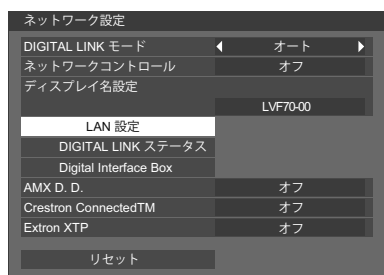 ネットワーク設定
DIGITAL LINK モード オート
ネットワークコントロール オフ
ディスプレイ名設定
LVF70-00
LAN 設定
DIGITAL LINK ステータス
Digital Interface Box
AMX D. D. オフ
Crestron ConnectedTM オフ
Extron XTP オフ
リセット